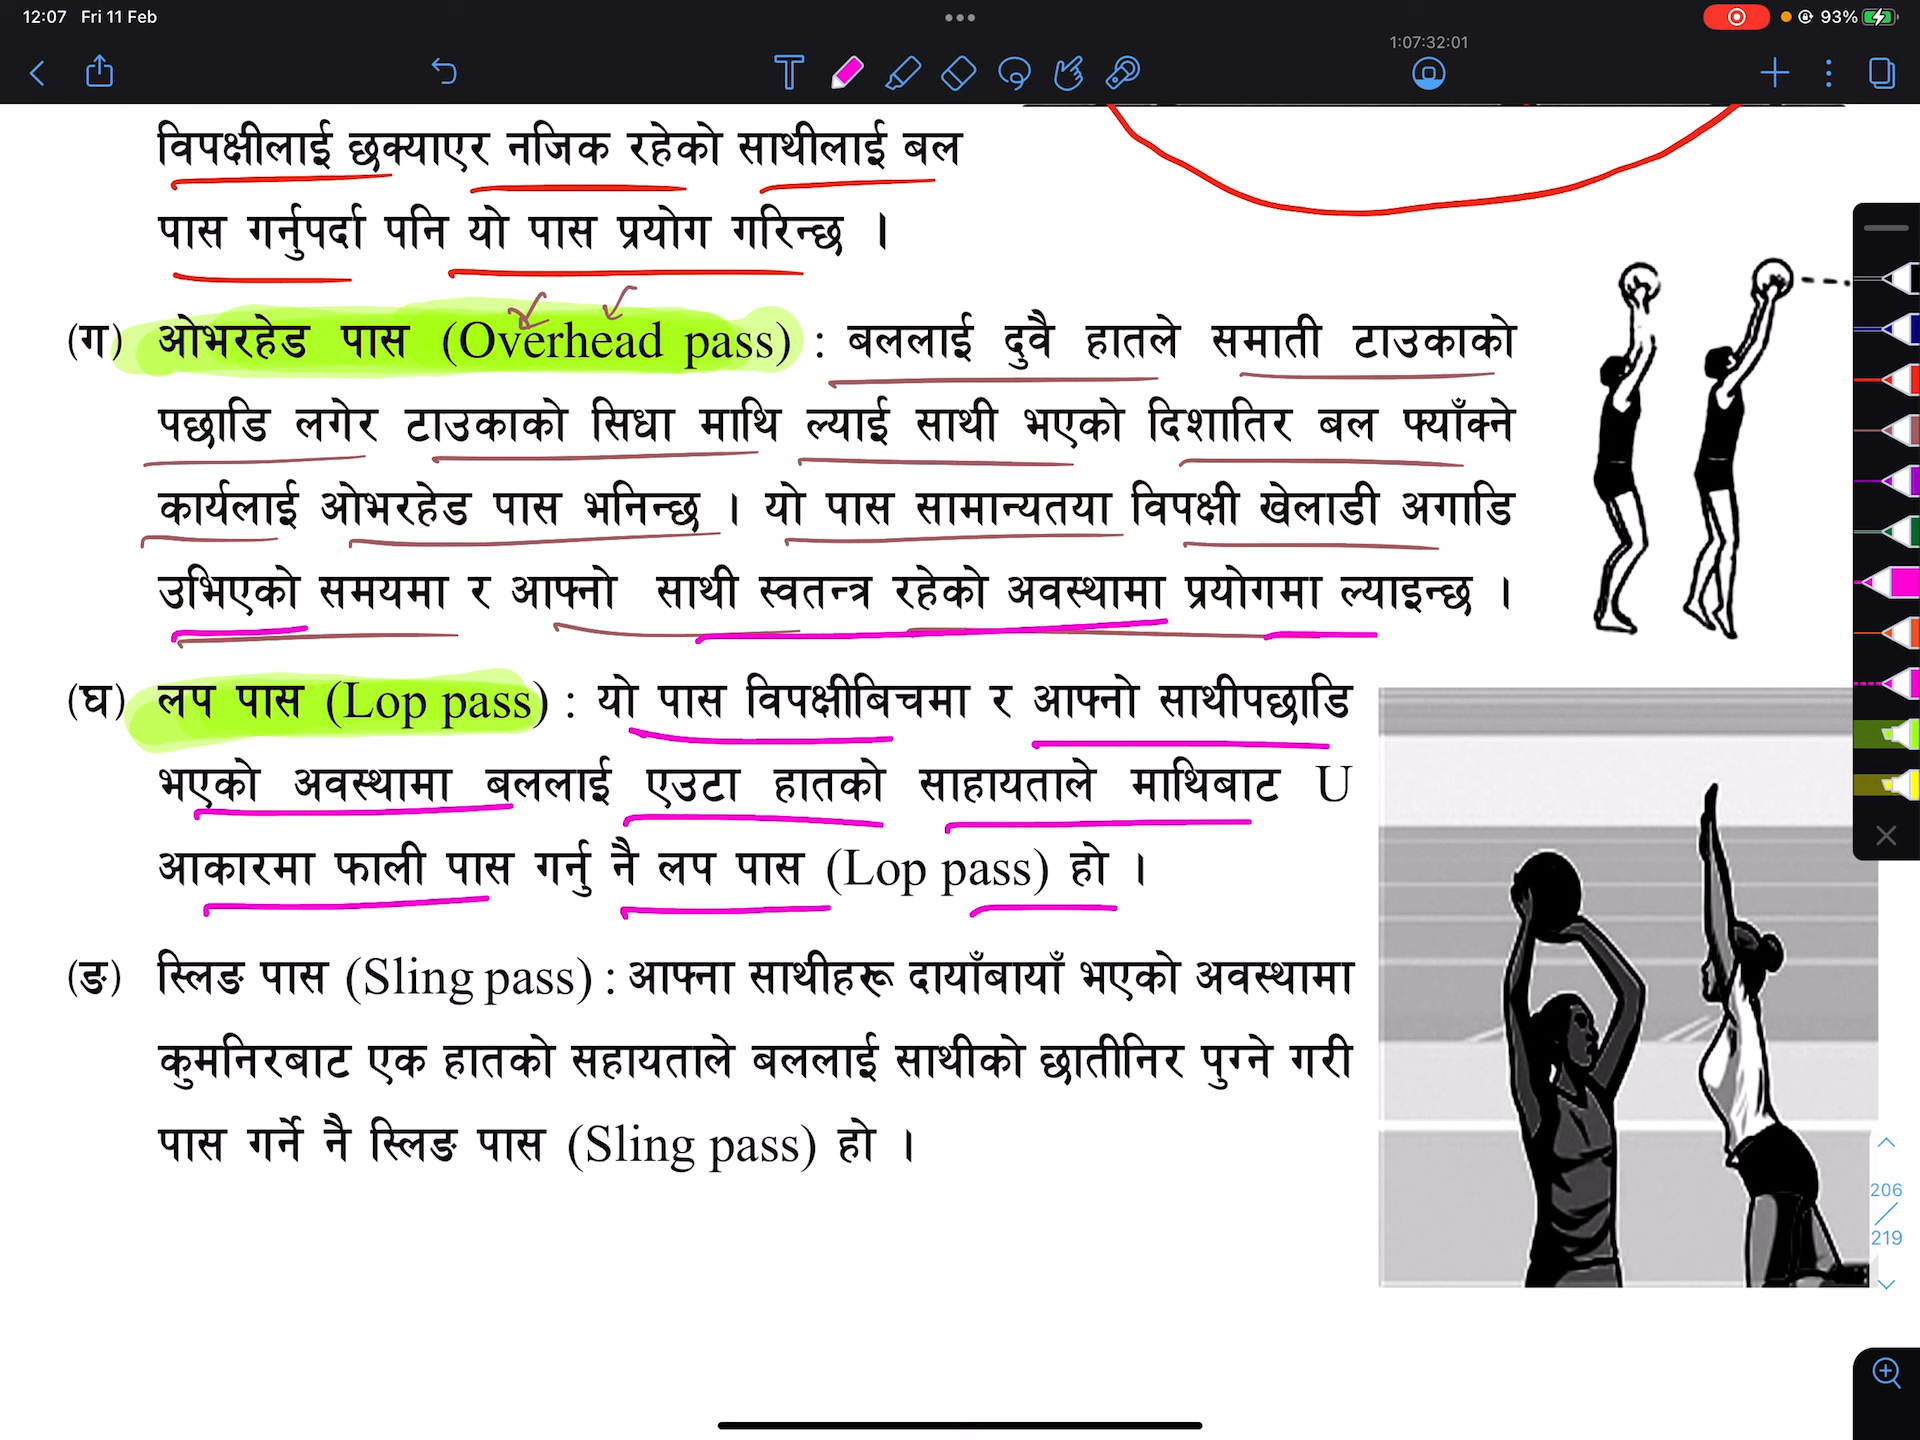 12:07 Fri 11 Feb
93%
1:07:32:01
विपक्षीलाई छक्याएर नजिक रहेको साथीलाई बल
पास गर्नुपर्दा पनि यो पास प्रयोग गरिन्छ ।
(ग) ओभरहेड पास (Overhead pass) : बललाई दुवै हातले समाती टाउकाको
पछाडि लगेर टाउकाको सिधा माथि ल्याई साथी भएको दिशातिर बल फ्याँक्ने
कार्यलाई ओभरहेड पास भनिन्छ । यो पास सामान्यतया विपक्षी खेलाडी अगाडि
उभिएको समयमा र आफ्नो साथी स्वतन्त्र रहेको अवस्थामा प्रयोगमा ल्याइन्छ ।
(घ) लप पास (Lop pass) : यो पास विपक्षीबिचमा र आफ्नो साथीपछाडि
भएको अवस्थामा बललाई एउटा हातको साहायताले माथिबाट U
आकारमा फाली पास गर्नु नै लप पास (Lop pass) हो ।
(ङ) स्लिङ पास (Sling pass) : आफ्ना साथीहरू दायाँबायाँ भएको अवस्थामा
कुमनिरबाट एक हातको सहायताले बललाई साथीको छातीनिर पुग्ने गरी
पास गर्ने नै स्लिङ पास (Sling pass) हो ।
206
/
219